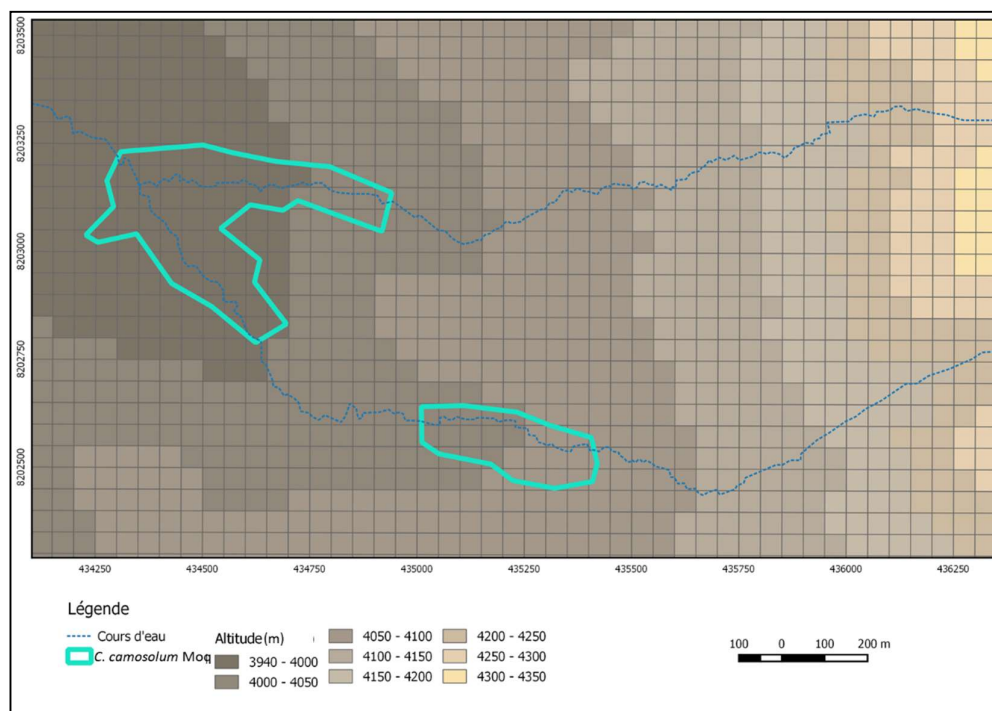 8203500
8203250
8203000
8202750
8202500
434250 434500 434750 435000 435250 435500 435750 436000 436250
Légende
Cours d'eau
C. camosolum Moq
Altitude (m)
3940 - 4000
4000 - 4050
4050 - 4100
4100 - 4150
4150 - 4200
4200 - 4250
4250 - 4300
4300 - 4350
100 0 100 200 m